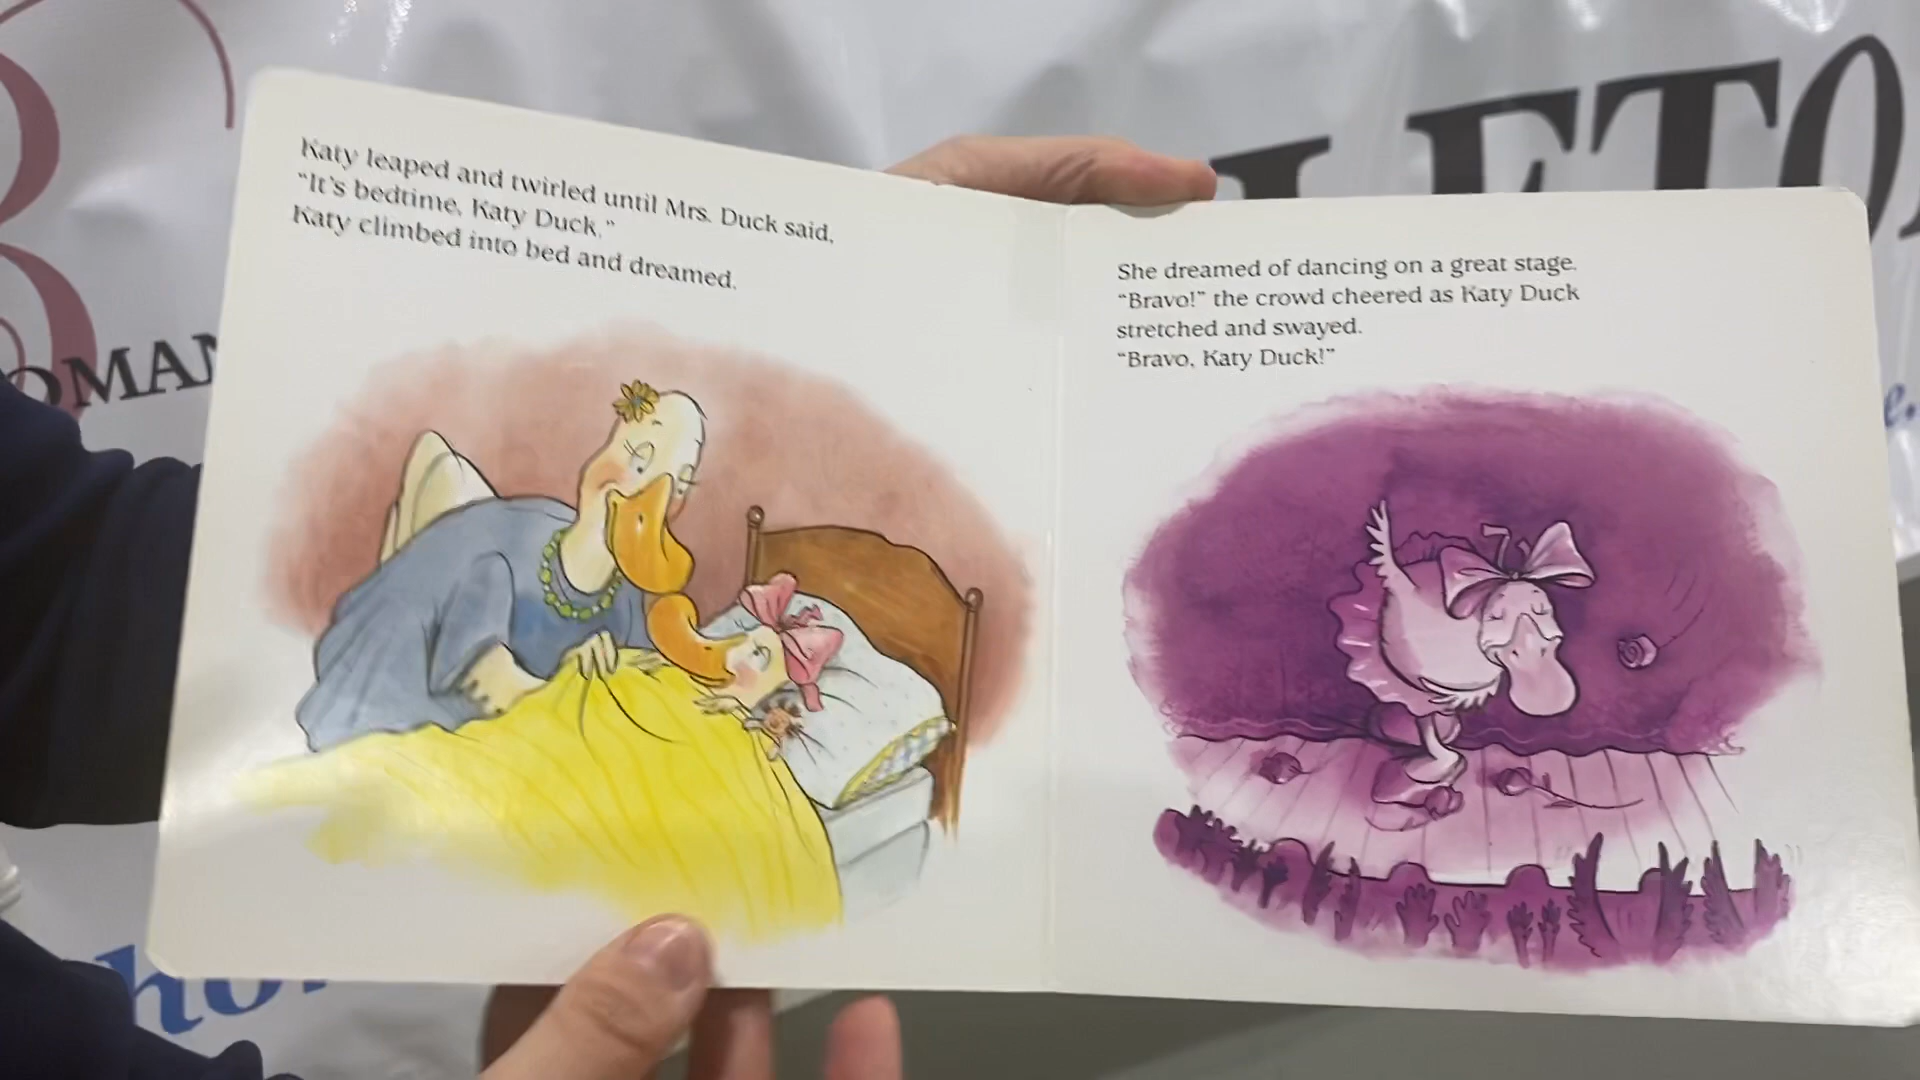 Katy leaped and twirled until Mrs. Duck said,
“It’s bedtime, Katy Duck.”
Katy climbed into bed and dreamed.
She dreamed of dancing on a great stage.
“Bravo!” the crowd cheered as Katy Duck
stretched and swayed.
“Bravo, Katy Duck!”